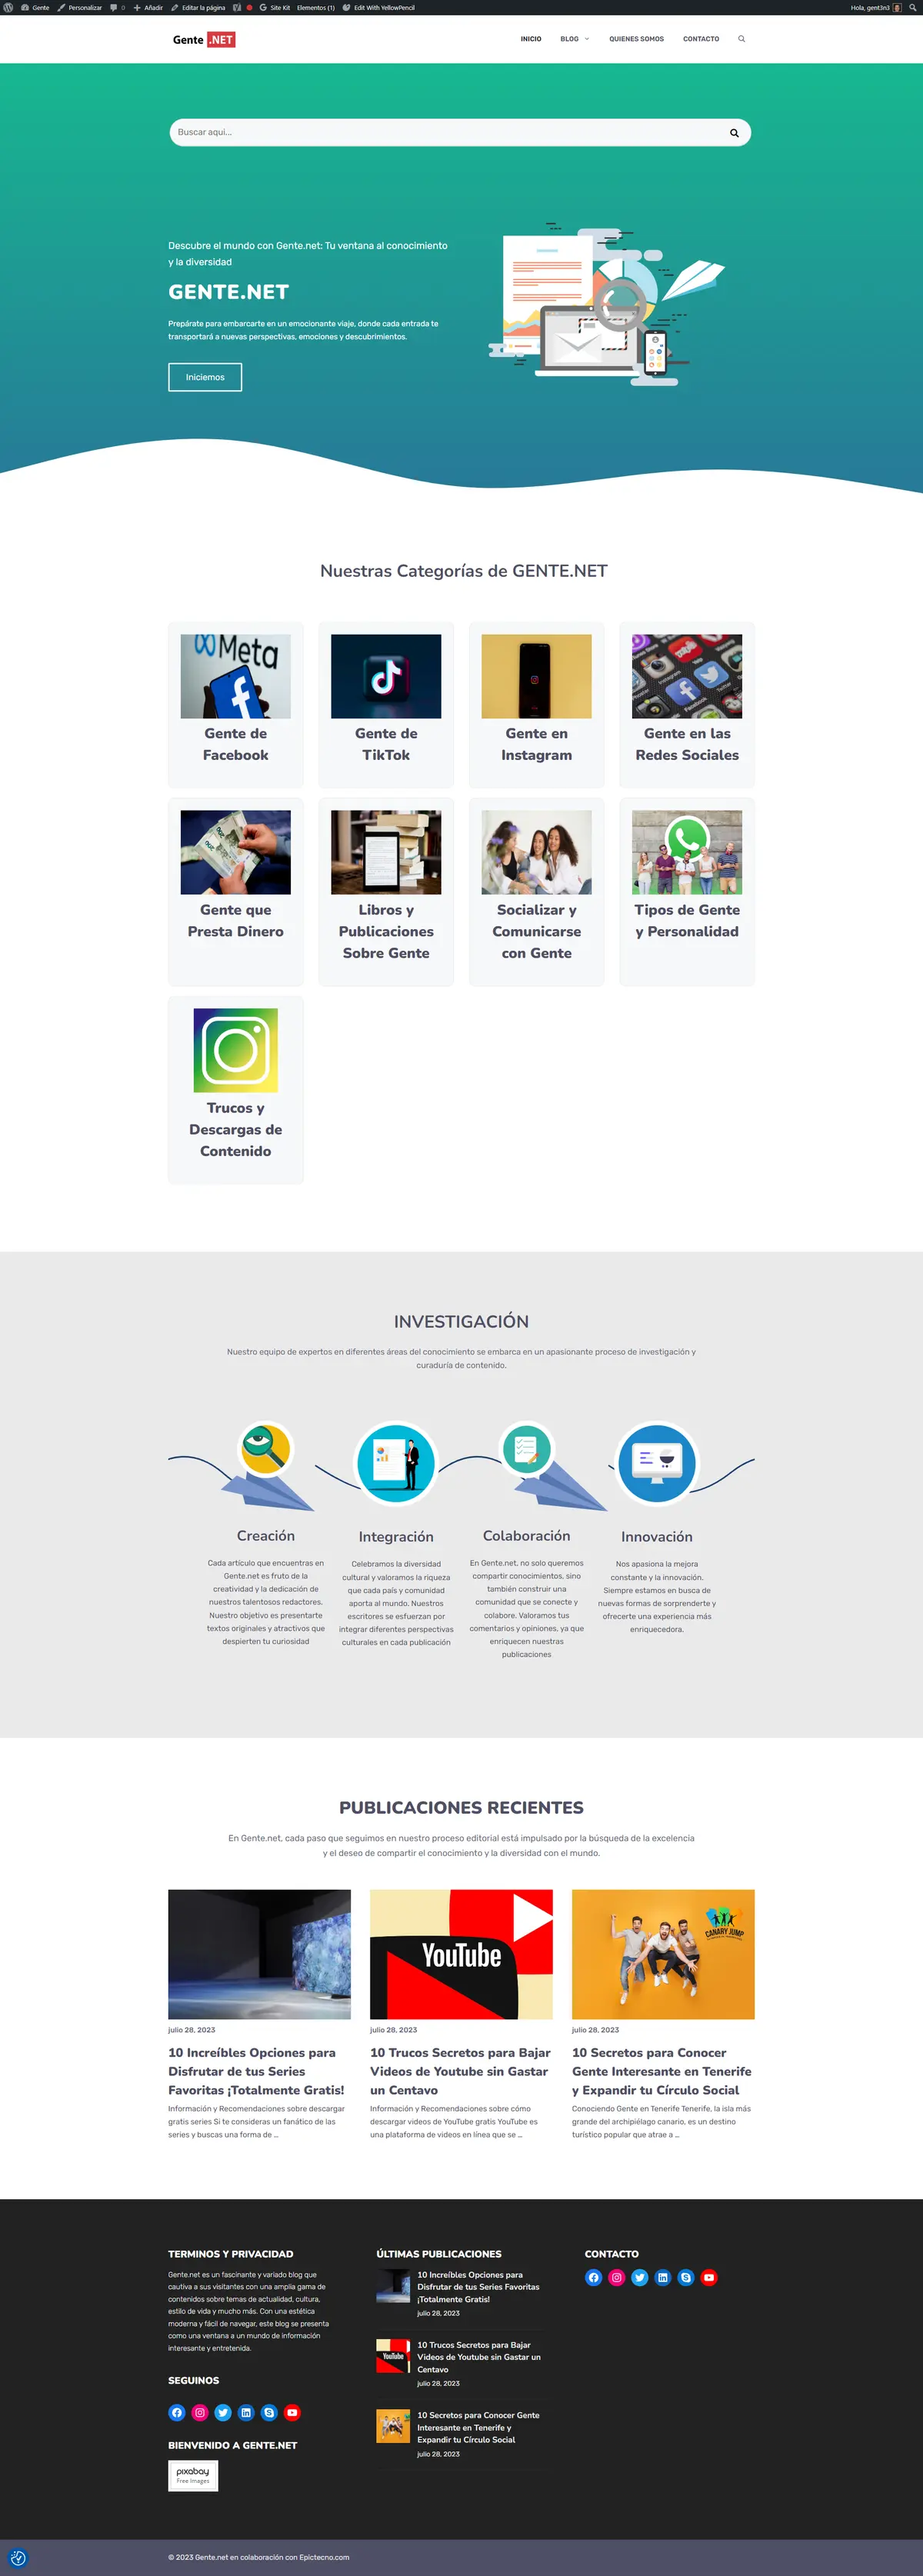 Gente
Personalizar
0
Añadir
Editar la página
Site Kit
Elementos (1)
Edit With YellowPencil
Hola, gent3n3
Gente .NET
INICIO
BLOG
QUIENES SOMOS
CONTACTO
Buscar aqui...
Descubre el mundo con Gente.net: Tu ventana al conocimiento
y la diversidad
GENTE.NET
Prepárate para embarcarte en un emocionante viaje, donde cada entrada te
transportará a nuevas perspectivas, emociones y descubrimientos.
Iniciemos
Nuestras Categorías de GENTE.NET
Meta
Gente de
Facebook
Gente de
TikTok
Gente en
Instagram
Facebook
Gente en las
Redes Sociales
Gente que
Presta Dinero
Libros y
Publicaciones
Sobre Gente
Socializar y
Comunicarse
con Gente
Tipos de Gente
y Personalidad
Trucos y
Descargas de
Contenido
INVESTIGACIÓN
Nuestro equipo de expertos en diferentes áreas del conocimiento se embarca en un apasionante proceso de investigación y
curaduría de contenido.
Creación
Cada artículo que encuentras en
Gente.net es fruto de la
creatividad y la dedicación de
nuestros talentosos redactores.
Nuestro objetivo es presentarte
textos originales y atractivos que
despierten tu curiosidad
Integración
Celebramos la diversidad
cultural y valoramos la riqueza
que cada país y comunidad
aporta al mundo. Nuestros
escritores se esfuerzan por
integrar diferentes perspectivas
culturales en cada publicación
Colaboración
En Gente.net, no solo queremos
compartir conocimientos, sino
también construir una
comunidad que se conecte y
colabore. Valoramos tus
comentarios y opiniones, ya que
enriquecen nuestras
publicaciones
Innovación
Nos apasiona la mejora
constante y la innovación.
Siempre estamos en busca de
nuevas formas de sorprenderte y
ofrecerte una experiencia más
enriquecedora.
PUBLICACIONES RECIENTES
En Gente.net, cada paso que seguimos en nuestro proceso editorial está impulsado por la búsqueda de la excelencia
y el deseo de compartir el conocimiento y la diversidad con el mundo.
julio 28, 2023
10 Increíbles Opciones para
Disfrutar de tus Series
Favoritas ¡Totalmente Gratis!
Información y Recomendaciones sobre descargar
gratis series Si te consideras un fanático de las
series y buscas una forma de ...
YouTube
julio 28, 2023
10 Trucos Secretos para Bajar
Videos de Youtube sin Gastar
un Centavo
Información y Recomendaciones sobre cómo
descargar videos de YouTube gratis YouTube es
una plataforma de videos en línea que se ...
CANARY JUMP
julio 28, 2023
10 Secretos para Conocer
Gente Interesante en Tenerife
y Expandir tu Círculo Social
Conociendo Gente en Tenerife Tenerife, la isla más
grande del archipiélago canario, es un destino
turístico popular que atrae a ...
TERMINOS Y PRIVACIDAD
Gente.net es un fascinante y variado blog que
cautiva a sus visitantes con una amplia gama de
contenidos sobre temas de actualidad, cultura,
estilo de vida y mucho más. Con una estética
moderna y fácil de navegar, este blog se presenta
como una ventana a un mundo de información
interesante y entretenida.
SEGUINOS
BIENVENIDO A GENTE.NET
pixabay
Free Images
ÚLTIMAS PUBLICACIONES
10 Increíbles Opciones para
Disfrutar de tus Series Favoritas
¡Totalmente Gratis!
julio 28, 2023
YouTube
10 Trucos Secretos para Bajar
Videos de Youtube sin Gastar un
Centavo
julio 28, 2023
10 Secretos para Conocer Gente
Interesante en Tenerife y
Expandir tu Círculo Social
julio 28, 2023
CONTACTO
© 2023 Gente.net en colaboración con Epictecno.com